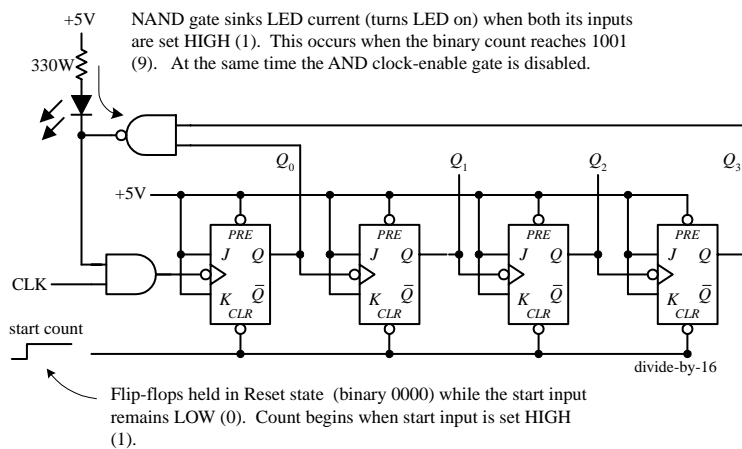 +5V
NAND gate sinks LED current (turns LED on) when both its inputs
are set HIGH (1). This occurs when the binary count reaches 1001
(9). At the same time the AND clock-enable gate is disabled.
330W
Q0 Q1 Q2 Q3
+5V
PRE PRE PRE PRE
J Q J Q J Q J Q
CLK
K Q̅ K Q̅ K Q̅ K Q̅
CLR CLR CLR CLR
start count
divide-by-16
Flip-flops held in Reset state (binary 0000) while the start input
remains LOW (0). Count begins when start input is set HIGH
(1).